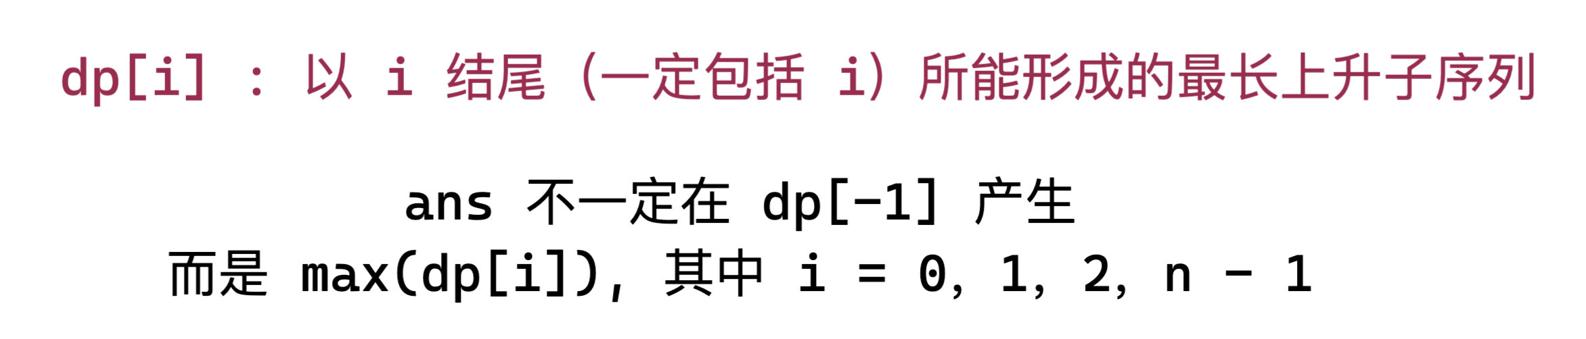 dp[i] : 以 i 结尾（一定包括 i）所能形成的最长上升子序列
ans 不一定在 dp[-1] 产生
而是 max(dp[i]), 其中 i = 0, 1, 2, n - 1